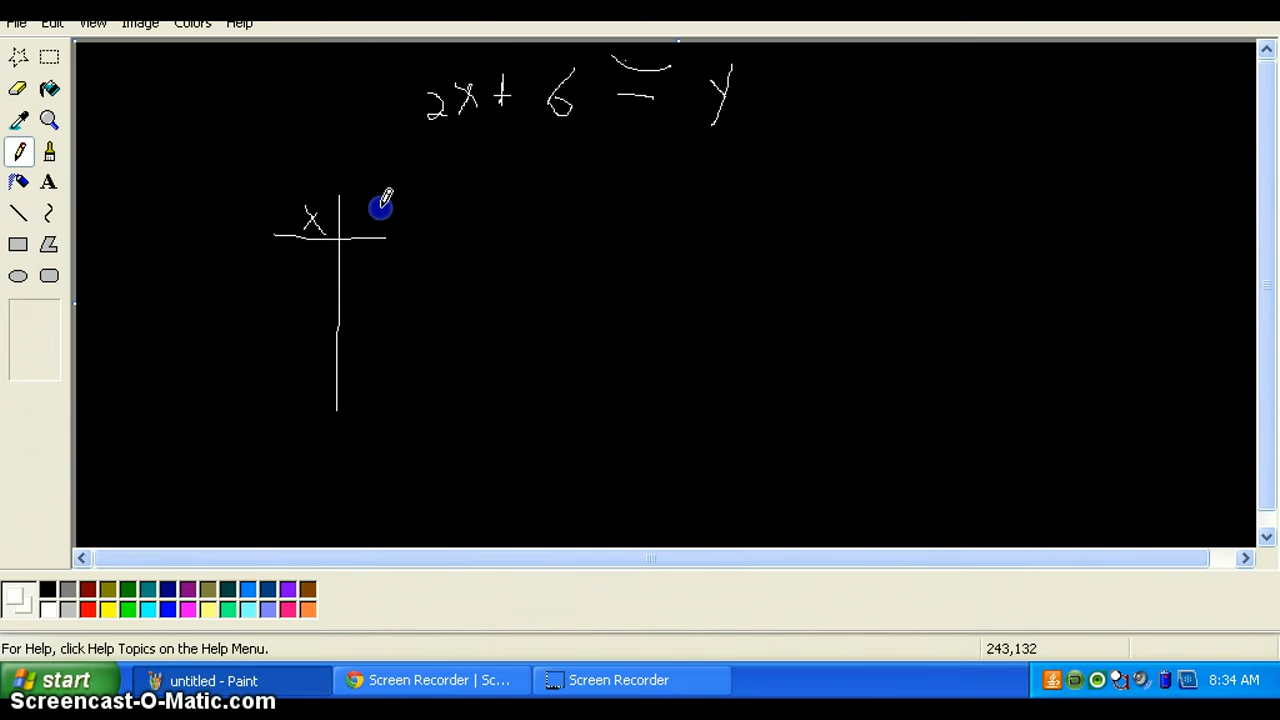 File Edit View Image Colors Help
2x + 6 = y
x
For Help, click Help Topics on the Help Menu.
243,132
start
untitled - Paint
Screen Recorder | Sc...
Screen Recorder
8:34 AM
Screencast-O-Matic.com